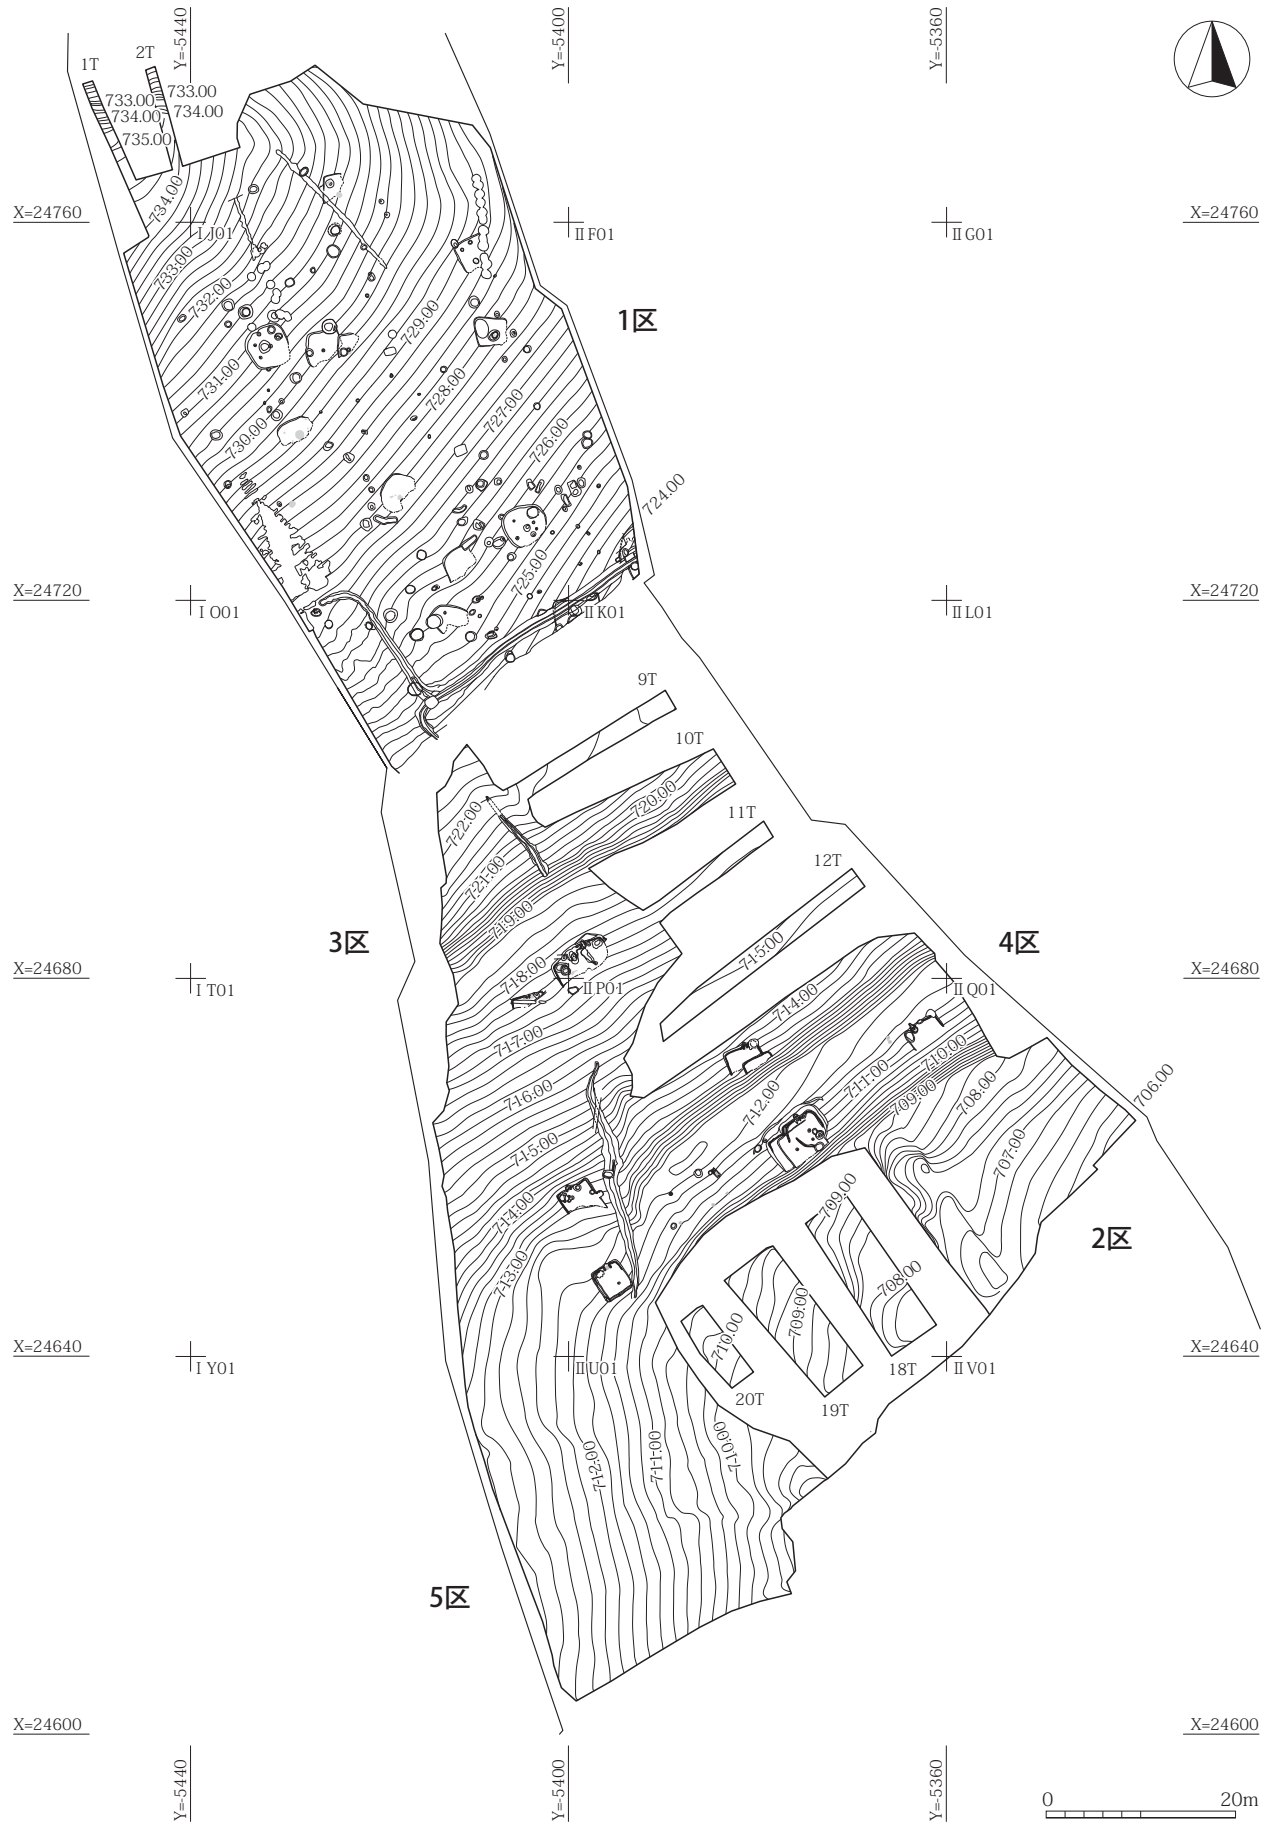 Y=-5440
Y=-5400
Y=-5360
1T
2T
733.00
734.00
735.00
733.00
734.00
734.00
X=24760
X=24760
I J01
II F01
II G01
733.00
732.00
731.00
730.00
729.00
728.00
727.00
726.00
725.00
724.00
1区
X=24720
X=24720
I O01
II K01
II L01
9T
10T
720.00
11T
722.00
721.00
719.00
12T
715.00
3区
4区
X=24680
X=24680
I T01
II P01
II Q01
718.00
717.00
716.00
715.00
714.00
713.00
714.00
712.00
711.00
710.00
709.00
708.00
707.00
706.00
2区
709.00
708.00
709.00
710.00
X=24640
X=24640
I Y01
II U01
II V01
18T
19T
20T
712.00
711.00
710.00
5区
X=24600
X=24600
Y=-5440
Y=-5400
Y=-5360
0 20m